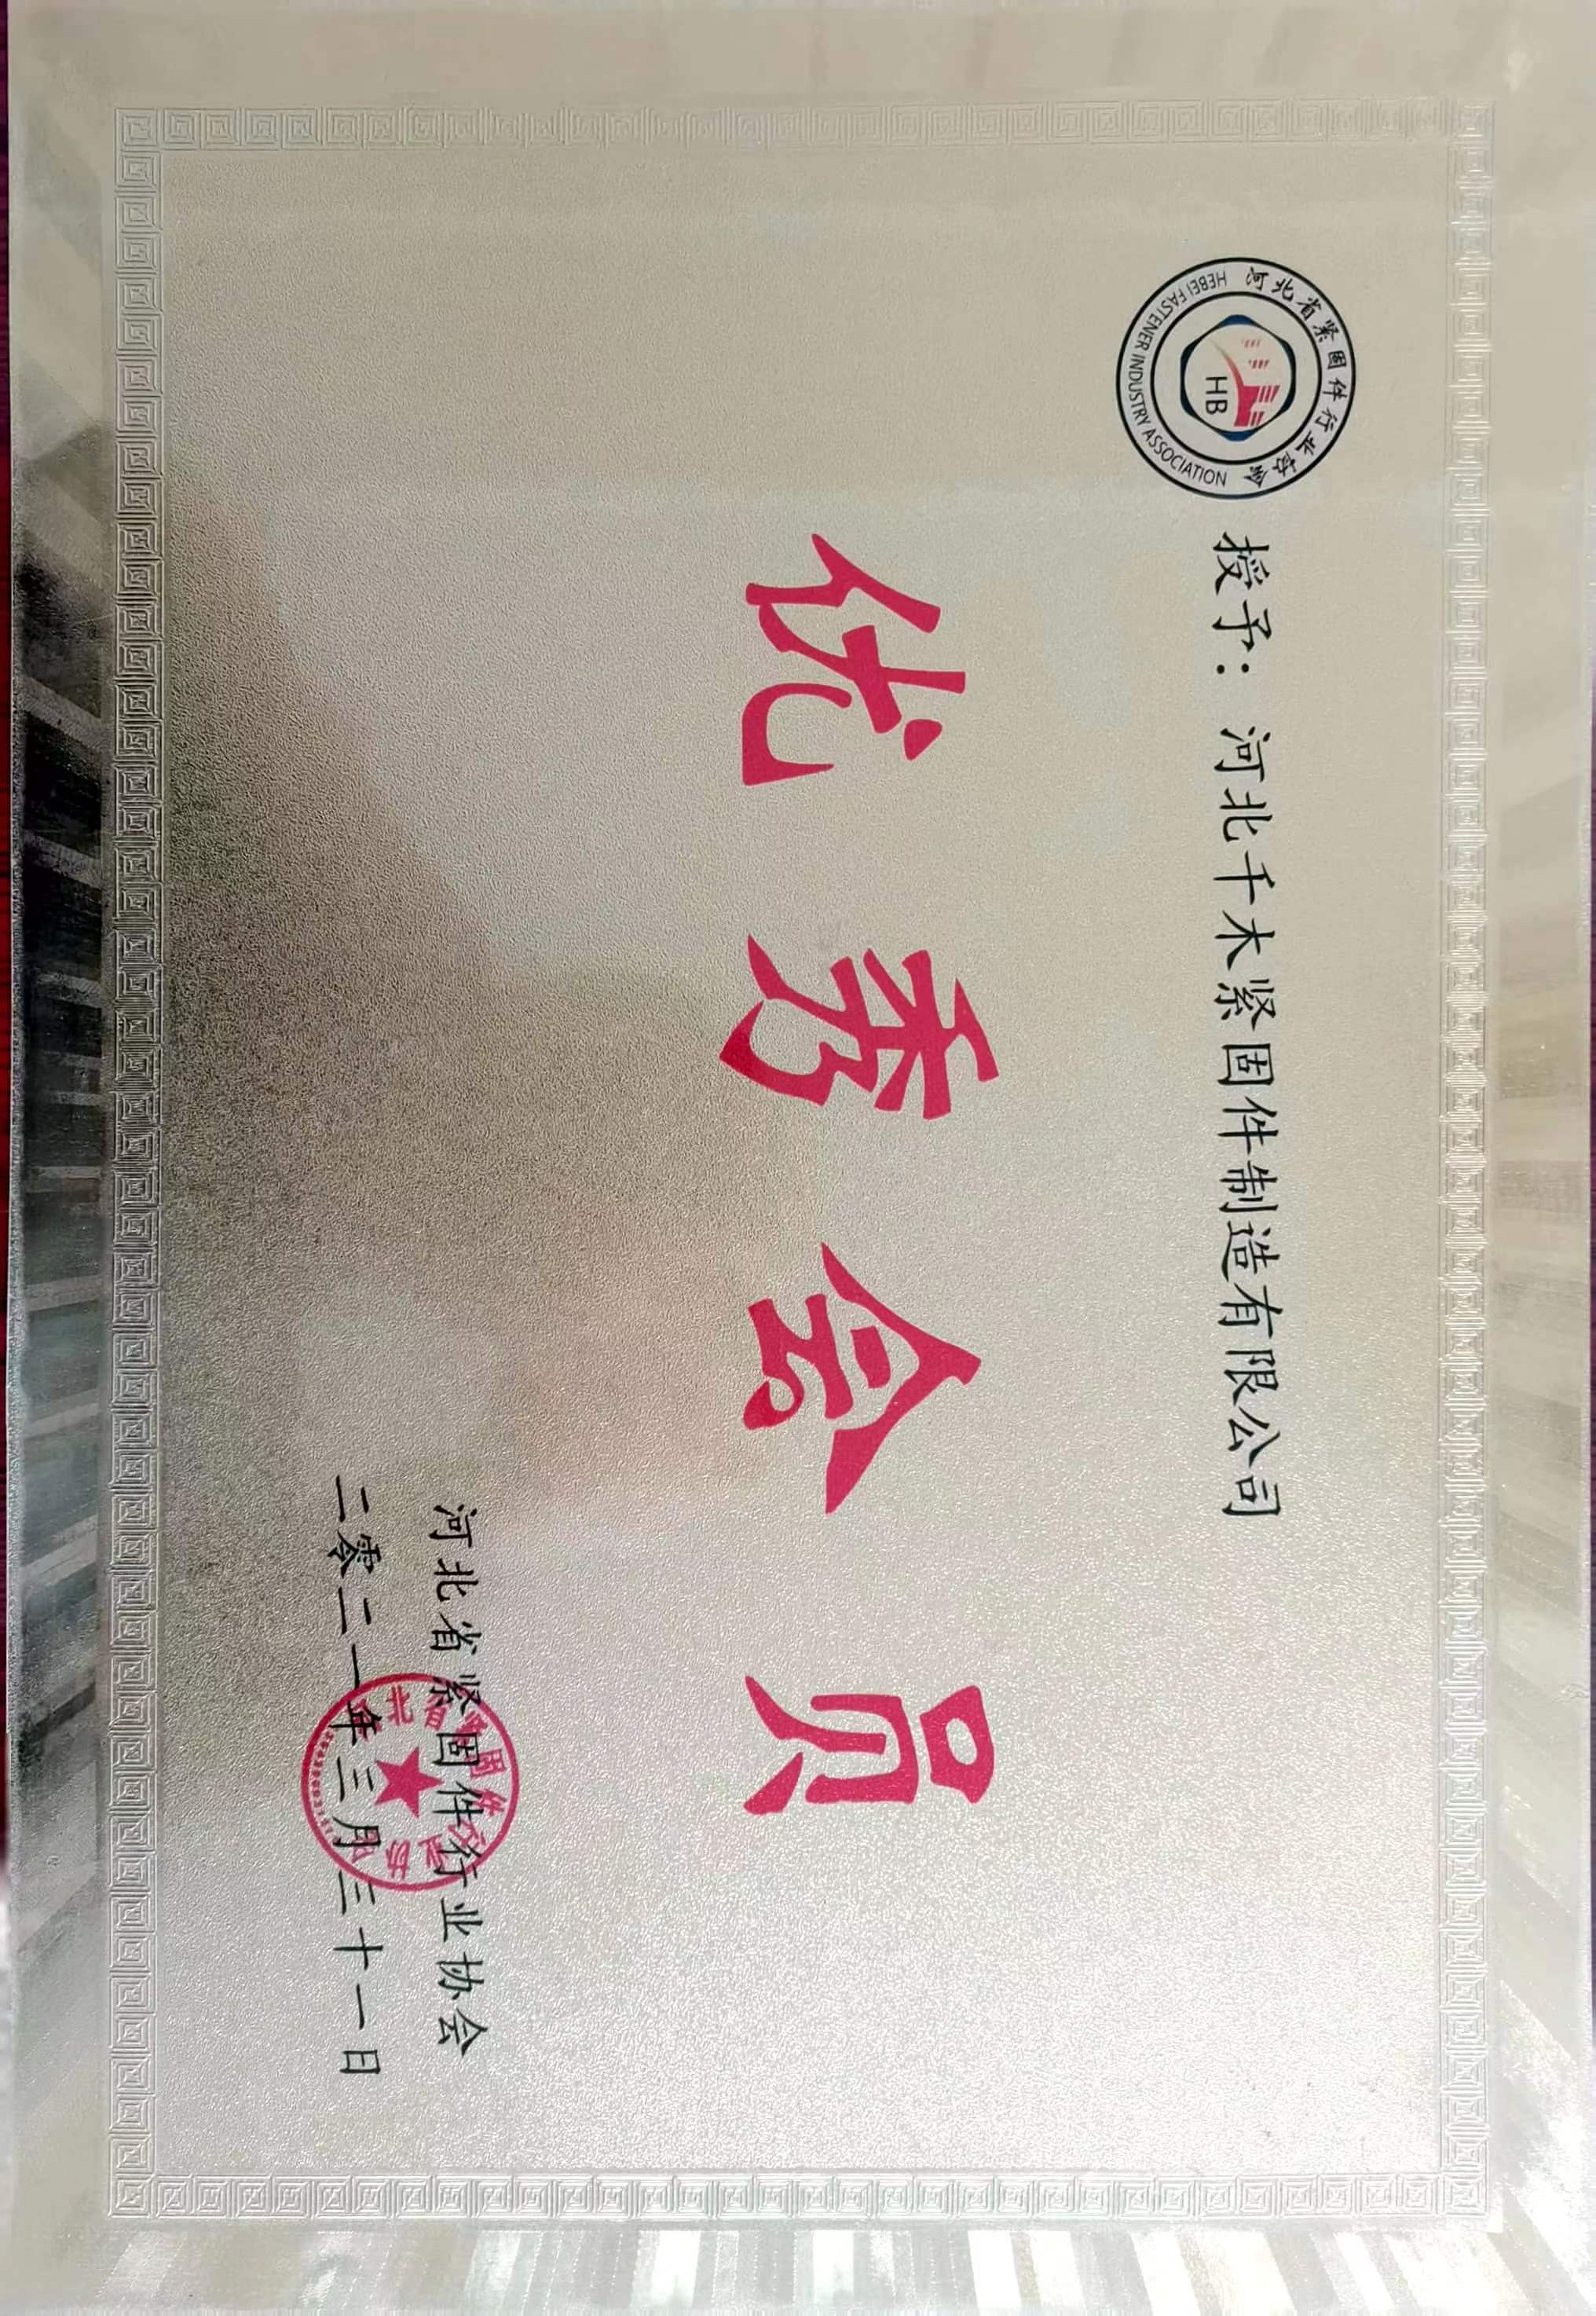 河北省紧固件行业协会
HEBEI FASTENER INDUSTRY ASSOCIATION
HB
授予：河北千木紧固件制造有限公司
优秀会员
河北省紧固件行业协会
二零二一年三月三十一日